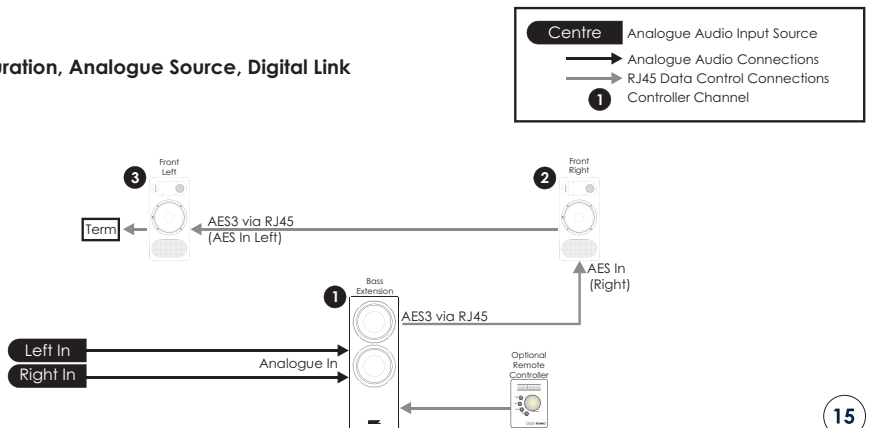 Centre Analogue Audio Input Source
Analogue Audio Connections
RJ45 Data Control Connections
1 Controller Channel
uration, Analogue Source, Digital Link
3
Front
Left
2
Front
Right
Term
AES3 via RJ45
(AES In Left)
AES In
(Right)
1
Bass
Extension
AES3 via RJ45
Left In
Right In
Analogue In
Optional
Remote
Controller
15